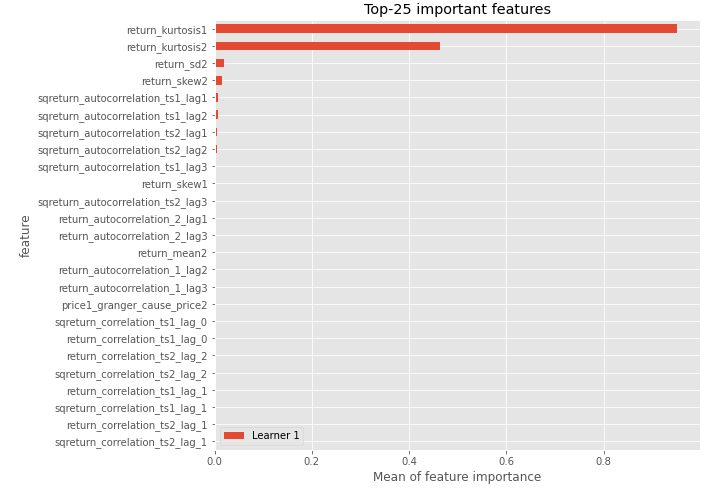 Top-25 important features
return_kurtosis1
return_kurtosis2
return_sd2
return_skew2
sqreturn_autocorrelation_ts1_lag1
sqreturn_autocorrelation_ts1_lag2
sqreturn_autocorrelation_ts2_lag1
sqreturn_autocorrelation_ts2_lag2
sqreturn_autocorrelation_ts1_lag3
return_skew1
sqreturn_autocorrelation_ts2_lag3
return_autocorrelation_2_lag1
return_autocorrelation_2_lag3
return_mean2
return_autocorrelation_1_lag2
return_autocorrelation_1_lag3
price1_granger_cause_price2
sqreturn_correlation_ts1_lag_0
return_correlation_ts1_lag_0
return_correlation_ts2_lag_2
sqreturn_correlation_ts2_lag_2
return_correlation_ts1_lag_1
sqreturn_correlation_ts1_lag_1
return_correlation_ts2_lag_1
sqreturn_correlation_ts2_lag_1
feature
Learner 1
0.0 0.2 0.4 0.6 0.8
Mean of feature importance